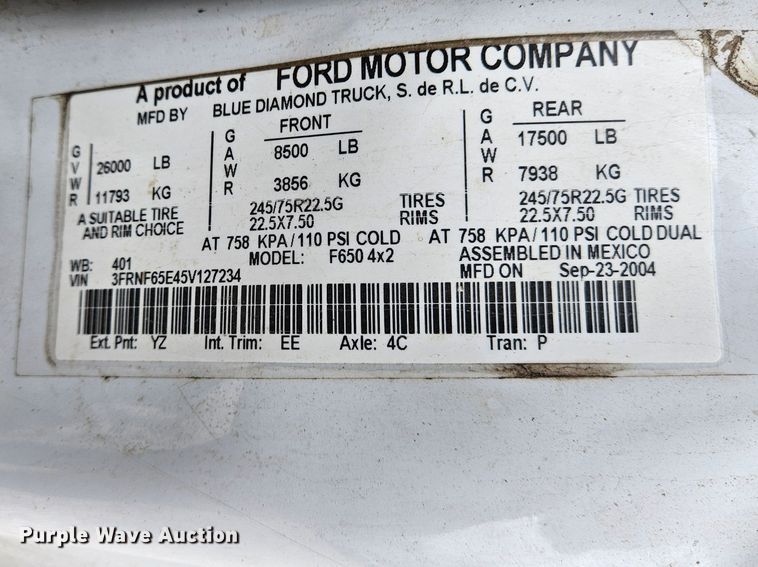 A product of FORD MOTOR COMPANY
MFD BY BLUE DIAMOND TRUCK, S. de R.L. de C.V.
GVWR 26000 LB 11793 KG
A SUITABLE TIRE AND RIM CHOICE
FRONT
GAWR 8500 LB 3856 KG
245/75R22.5G TIRES
22.5X7.50 RIMS
AT 758 KPA/110 PSI COLD
REAR
GAWR 17500 LB 7938 KG
245/75R22.5G TIRES
22.5X7.50 RIMS
AT 758 KPA/110 PSI COLD DUAL
WB: 401 MODEL: F650 4x2 ASSEMBLED IN MEXICO
VIN 3FRNF65E45V127234 MFD ON Sep-23-2004
Ext. Pnt: YZ Int. Trim: EE Axle: 4C Tran: P
Purple Wave Auction